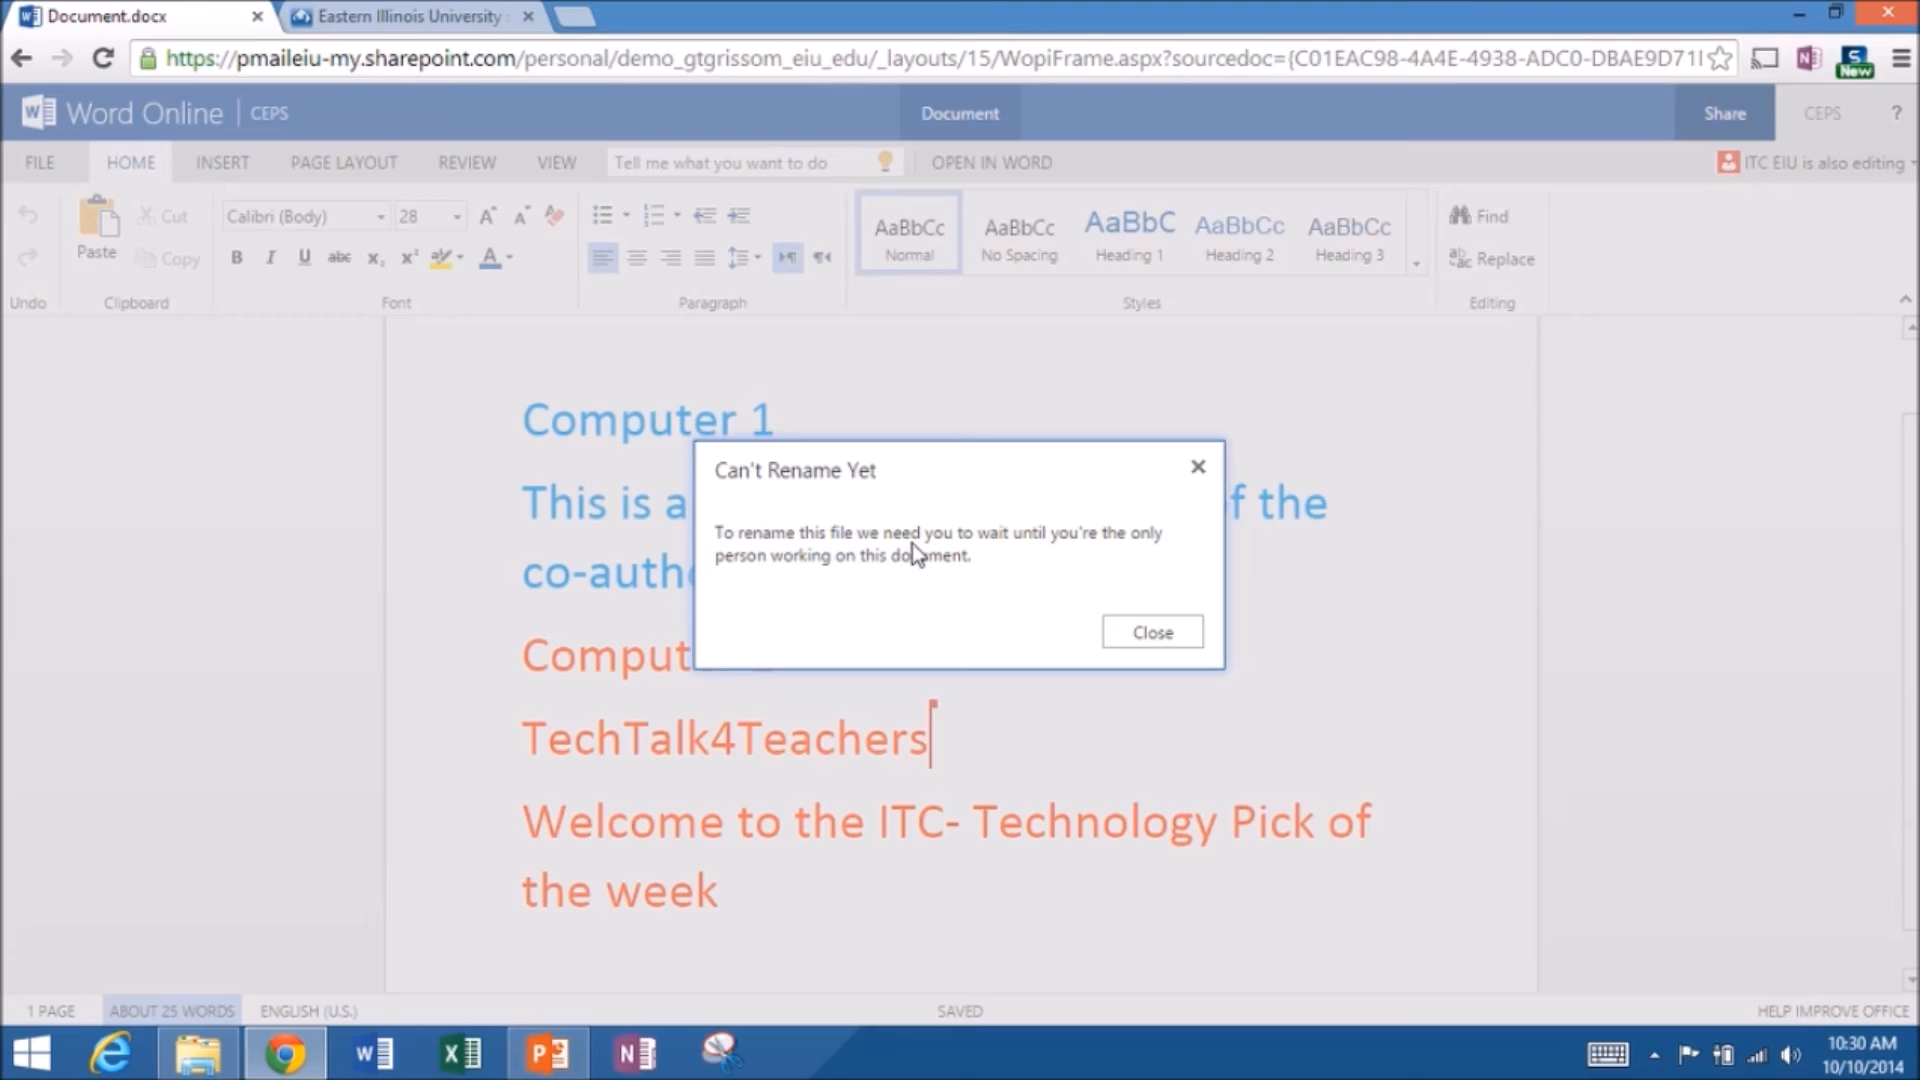 Document.docx
Eastern Illinois University
https://pmaileiu-my.sharepoint.com/personal/demo_gtgrissom_eiu_edu/_layouts/15/WopiFrame.aspx?sourcedoc={C01EAC98-4A4E-4938-ADC0-DBAE9D71
New
Word Online CEPS
Document
Share
CEPS
?
FILE HOME INSERT PAGE LAYOUT REVIEW VIEW Tell me what you want to do OPEN IN WORD
ITC EIU is also editing
Paste
Cut
Copy
Calibri (Body) 28
B I U abc x₂ x² ab A
AaBbCc AaBbCc AaBbC AaBbCc AaBbCc
Normal No Spacing Heading 1 Heading 2 Heading 3
Find
Replace
Undo Clipboard Font Paragraph Styles Editing
Computer 1
This is a
f the
co-autho
Comput
TechTalk4Teachers
Welcome to the ITC- Technology Pick of
the week
Can't Rename Yet
To rename this file we need you to wait until you're the only
person working on this document.
Close
1 PAGE ABOUT 25 WORDS ENGLISH (U.S.) SAVED HELP IMPROVE OFFICE
10:30 AM
10/10/2014